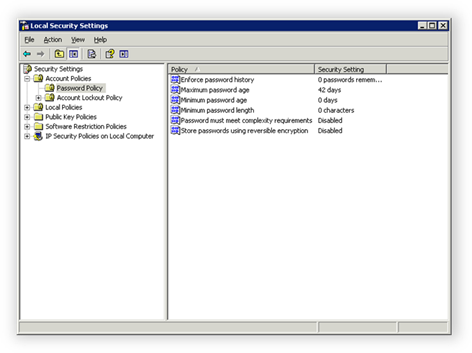 Local Security Settings
File Action View Help
Security Settings
Account Policies
Password Policy
Account Lockout Policy
Local Policies
Public Key Policies
Software Restriction Policies
IP Security Policies on Local Computer
Policy Security Setting
Enforce password history 0 passwords remem...
Maximum password age 42 days
Minimum password age 0 days
Minimum password length 0 characters
Password must meet complexity requirements Disabled
Store passwords using reversible encryption Disabled